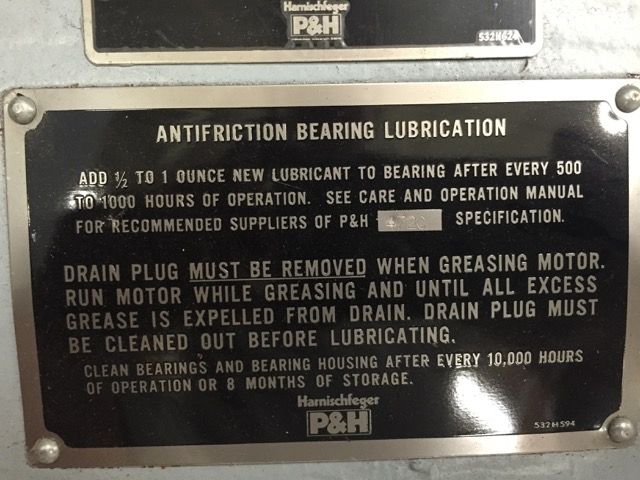 Harnischfeger
P&H
532H624
ANTIFRICTION BEARING LUBRICATION
ADD ½ TO 1 OUNCE NEW LUBRICANT TO BEARING AFTER EVERY 500
TO 1000 HOURS OF OPERATION. SEE CARE AND OPERATION MANUAL
FOR RECOMMENDED SUPPLIERS OF P&H 472C SPECIFICATION.
DRAIN PLUG MUST BE REMOVED WHEN GREASING MOTOR.
RUN MOTOR WHILE GREASING AND UNTIL ALL EXCESS
GREASE IS EXPELLED FROM DRAIN. DRAIN PLUG MUST
BE CLEANED OUT BEFORE LUBRICATING.
CLEAN BEARINGS AND BEARING HOUSING AFTER EVERY 10,000 HOURS
OF OPERATION OR 8 MONTHS OF STORAGE.
Harnischfeger
P&H
532H594